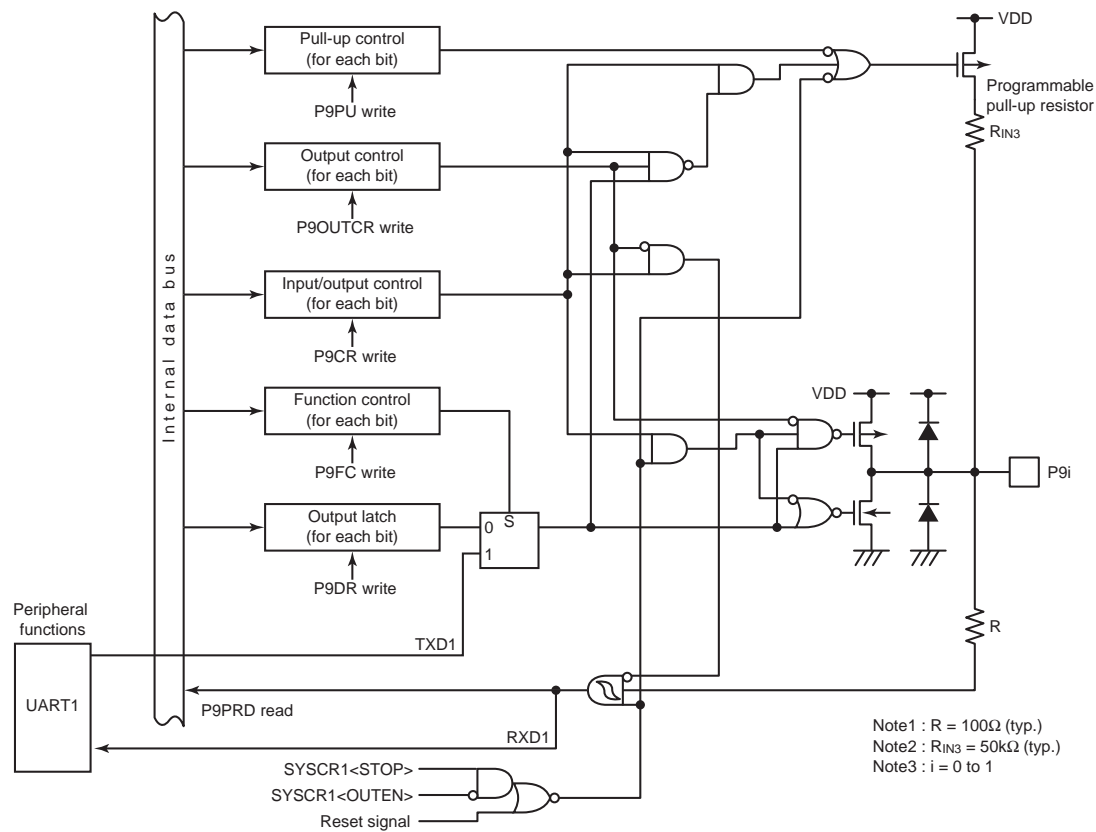 VDD
Pull-up control
(for each bit)
P9PU write
Programmable
pull-up resistor
RIN3
Output control
(for each bit)
P9OUTCR write
Internal data bus
Input/output control
(for each bit)
P9CR write
Function control
(for each bit)
P9FC write
VDD
P9i
Output latch
(for each bit)
P9DR write
0
S
1
Peripheral
functions
UART1
TXD1
R
P9PRD read
RXD1
SYSCR1<STOP>
SYSCR1<OUTEN>
Reset signal
Note1 : R = 100Ω (typ.)
Note2 : RIN3 = 50kΩ (typ.)
Note3 : i = 0 to 1